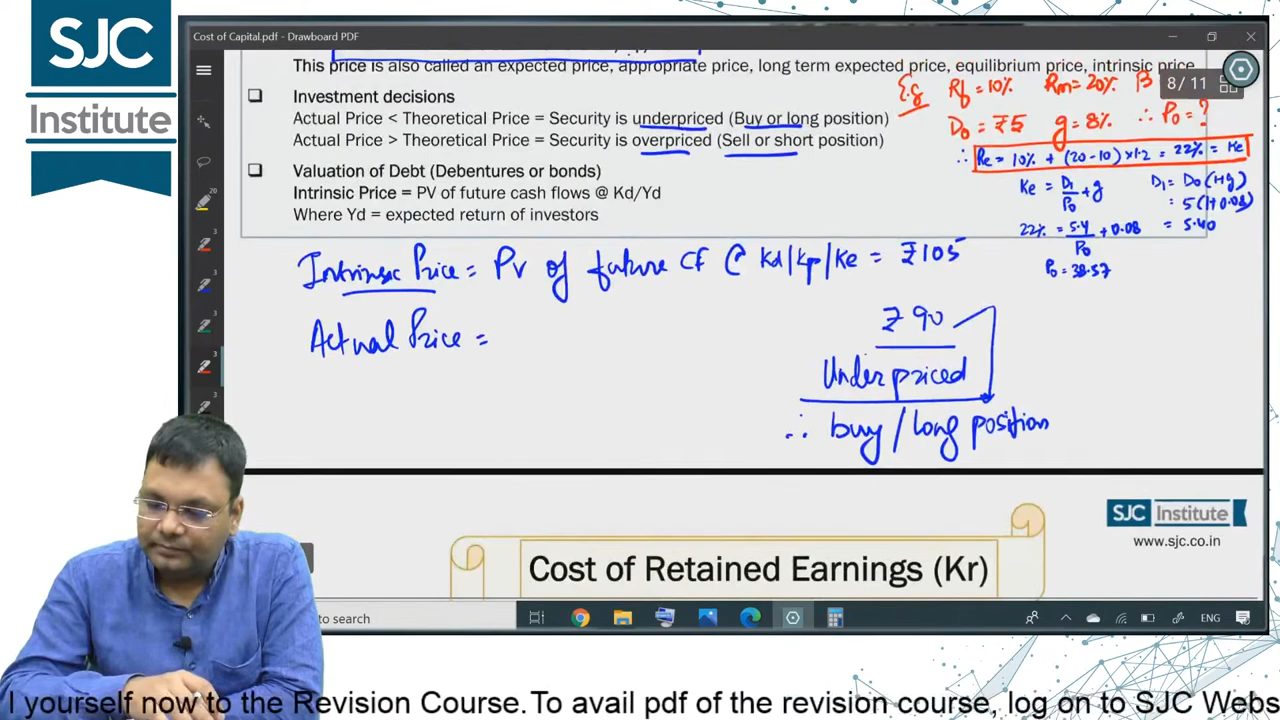 SJC
Institute
Cost of Capital.pdf - Drawboard PDF
This price is also called an expected price, appropriate price, long term expected price, equilibrium price, intrinsic price
8 / 11
Investment decisions
Actual Price < Theoretical Price = Security is underpriced (Buy or long position)
Actual Price > Theoretical Price = Security is overpriced (Sell or short position)
Valuation of Debt (Debentures or bonds)
Intrinsic Price = PV of future cash flows @ Kd/Yd
Where Yd = expected return of investors
E.g Rf = 10% Rm = 20% β
D0 = ₹5 g = 8% ∴ P0 = ?
∴ Re = 10% + (20-10) × 1.2 = 22% = Ke
Ke = D1/P0 + g
D1 = D0 (1+g)
= 5 (1+0.08)
= 5.40
22% = 5.4/P0 + 0.08
P0 = 38.57
Intrinsic Price = PV of future CF @ Kd/Kp/Ke = ₹105
Actual Price =
₹90
Underpriced
∴ buy / long position
20
3
3
3
3
SJC Institute
www.sjc.co.in
Cost of Retained Earnings (Kr)
to search
ENG
SJC
Institute
l yourself now to the Revision Course. To avail pdf of the revision course, log on to SJC Webs